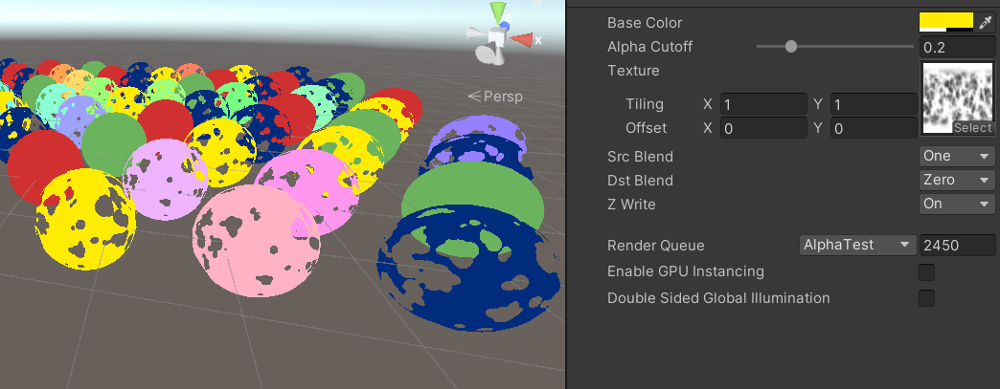 x
Persp
Base Color
Alpha Cutoff 0.2
Texture
Tiling X 1 Y 1
Offset X 0 Y 0
Select
Src Blend One
Dst Blend Zero
Z Write On
Render Queue AlphaTest 2450
Enable GPU Instancing
Double Sided Global Illumination